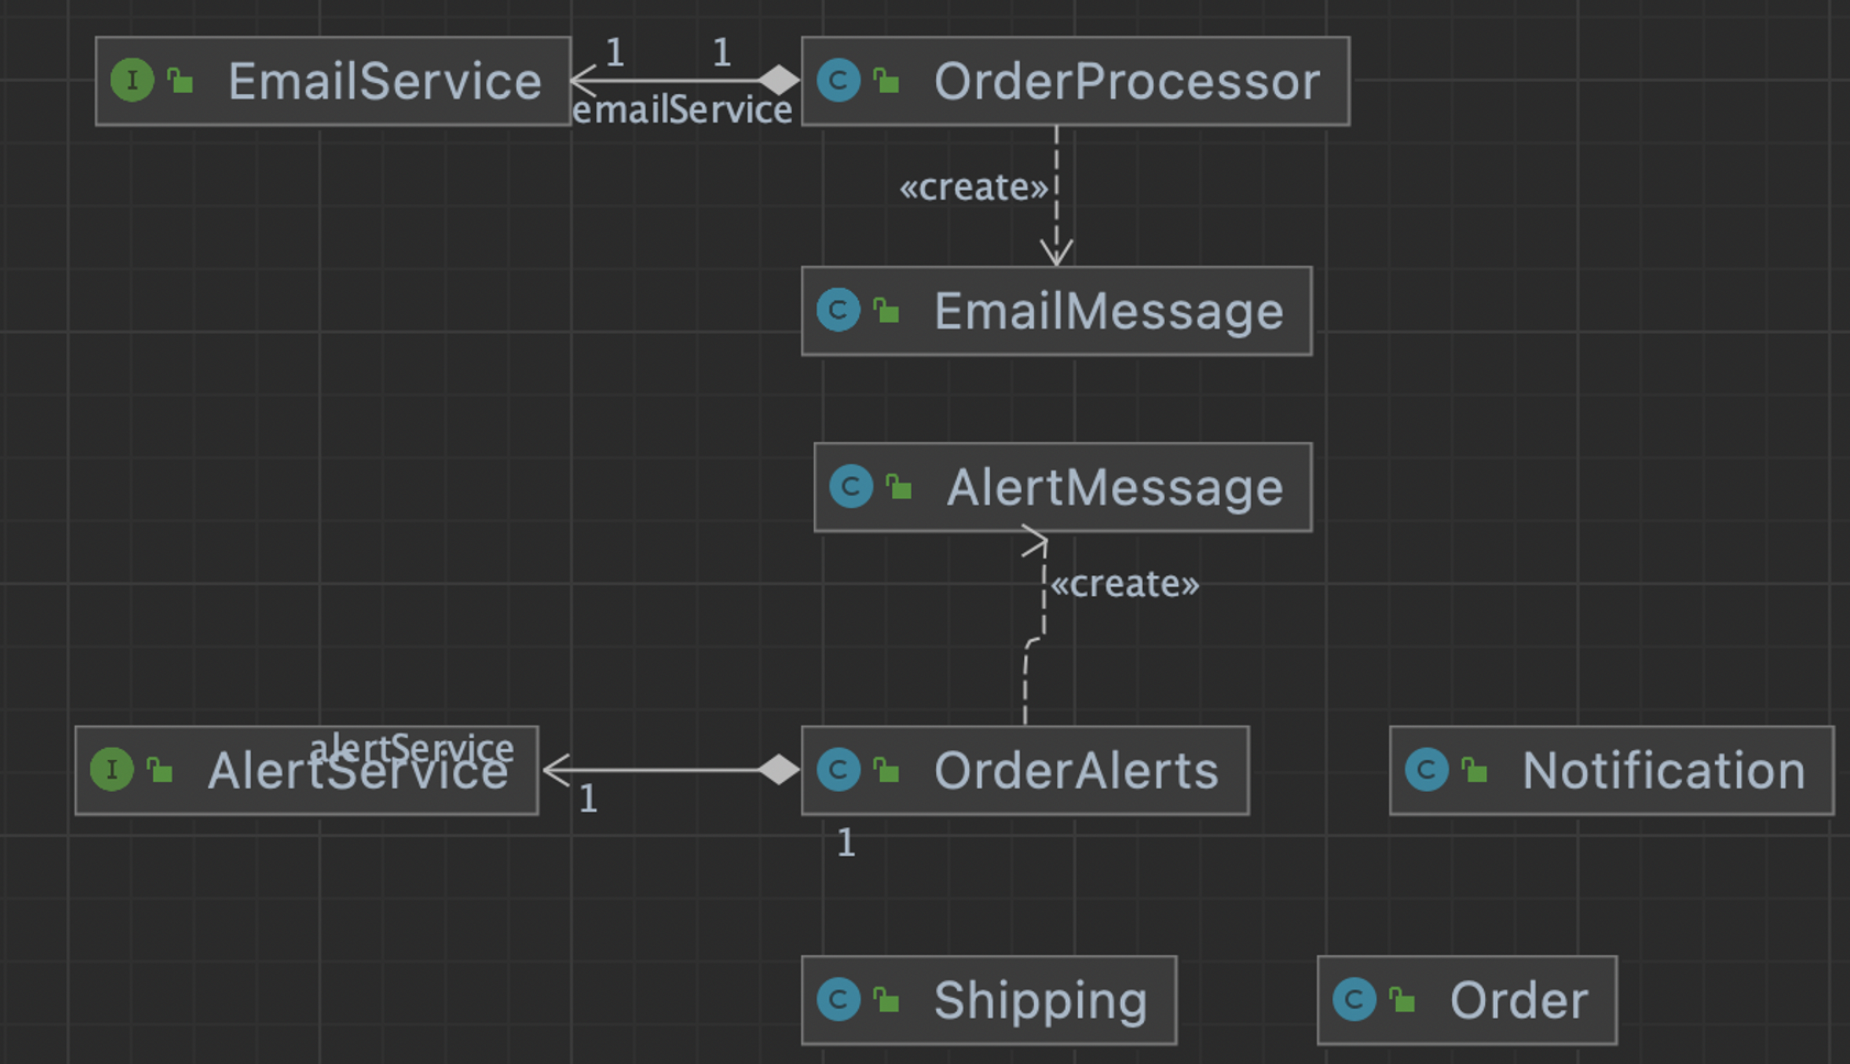 I EmailService
1 1
emailService
C OrderProcessor
«create»
C EmailMessage
C AlertMessage
«create»
I AlertService
alertService
1
C OrderAlerts
1
C Notification
C Shipping
C Order